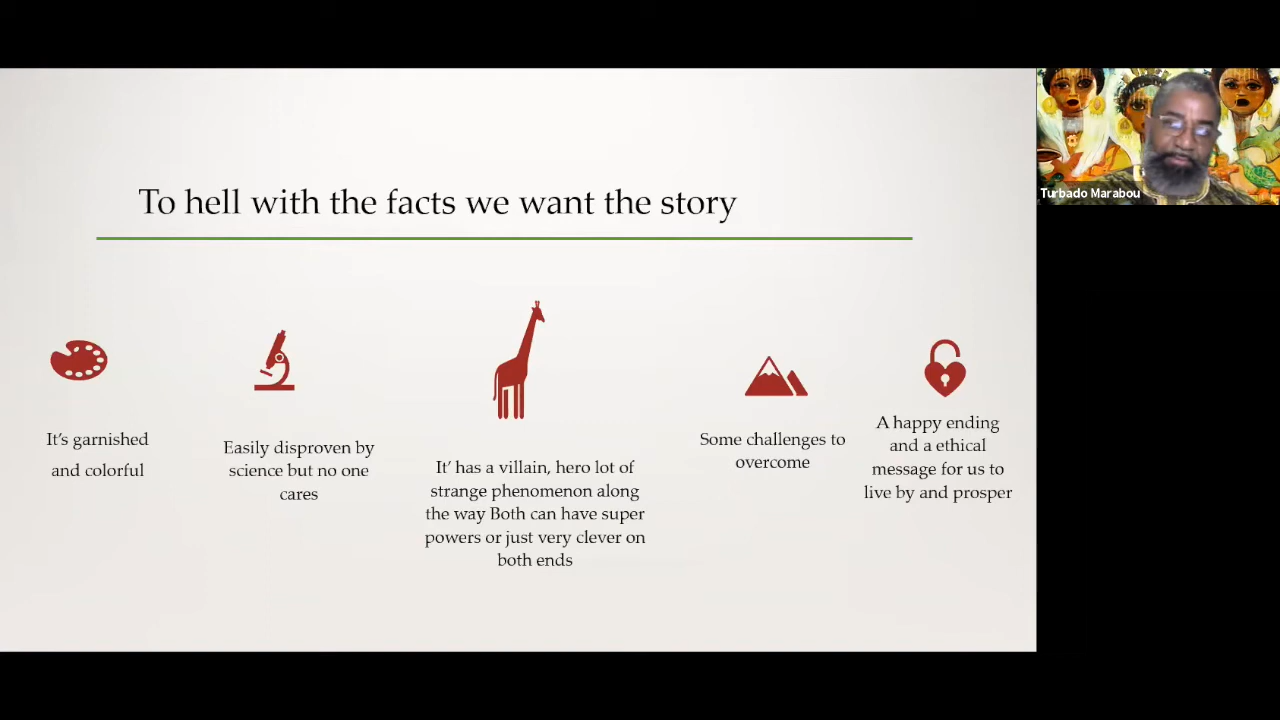 To hell with the facts we want the story
It's garnished
and colorful
Easily disproven by
science but no one
cares
It' has a villain, hero lot of
strange phenomenon along
the way Both can have super
powers or just very clever on
both ends
Some challenges to
overcome
A happy ending
and a ethical
message for us to
live by and prosper
Turbado Marabou